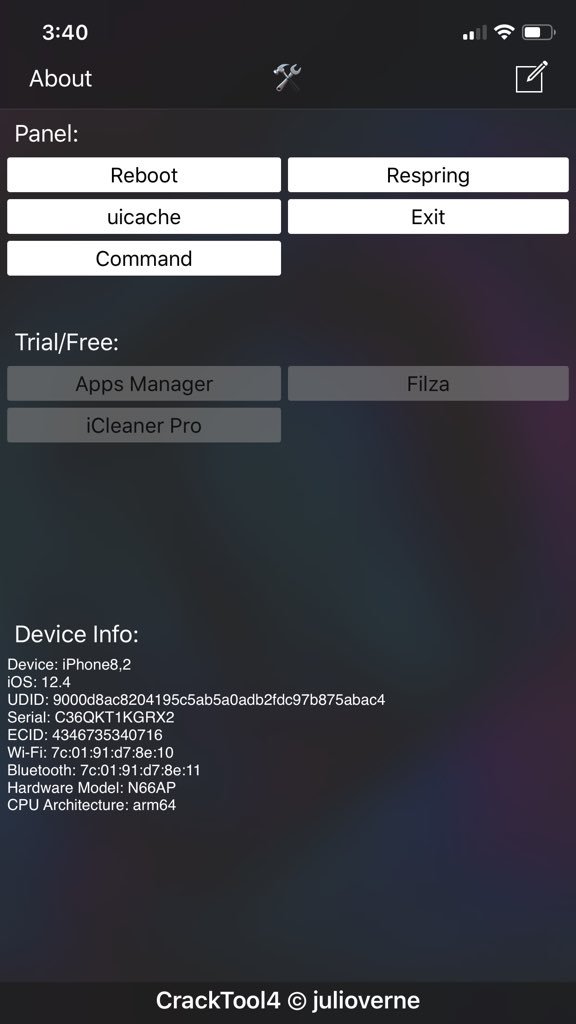 3:40
About
Panel:
Reboot Respring
uicache Exit
Command
Trial/Free:
Apps Manager Filza
iCleaner Pro
Device Info:
Device: iPhone8,2
iOS: 12.4
UDID: 9000d8ac8204195c5ab5a0adb2fdc97b875abac4
Serial: C36QKT1KGRX2
ECID: 4346735340716
Wi-Fi: 7c:01:91:d7:8e:10
Bluetooth: 7c:01:91:d7:8e:11
Hardware Model: N66AP
CPU Architecture: arm64
CrackTool4 © julioverne